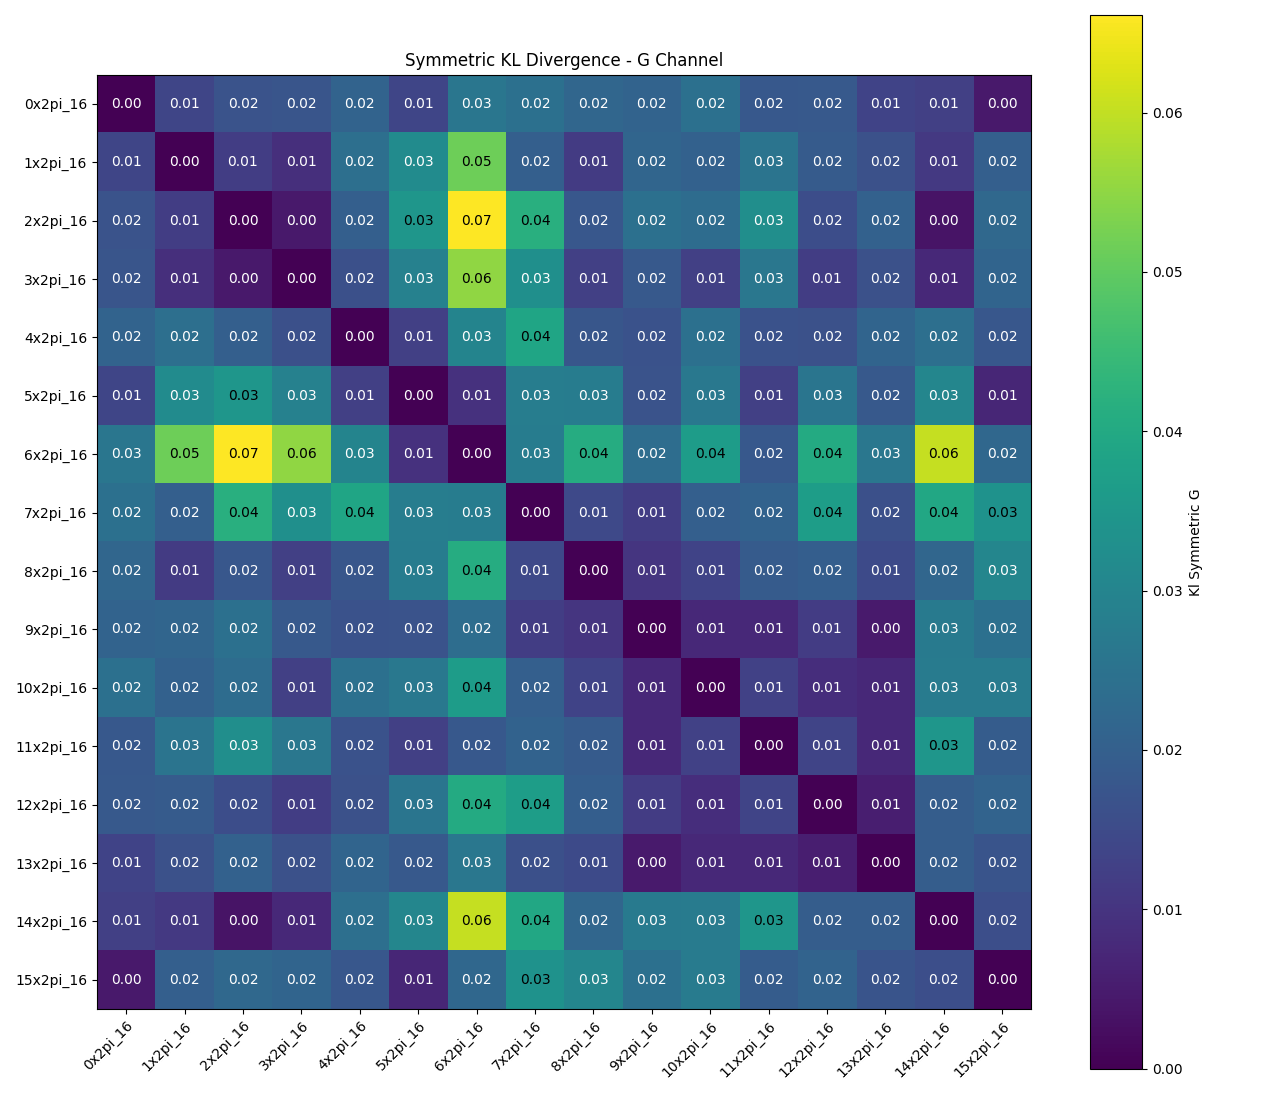 Symmetric KL Divergence - G Channel
0x2pi_16 0.00 0.01 0.02 0.02 0.02 0.01 0.03 0.02 0.02 0.02 0.02 0.02 0.02 0.01 0.01 0.00
1x2pi_16 0.01 0.00 0.01 0.01 0.02 0.03 0.05 0.02 0.01 0.02 0.02 0.03 0.02 0.02 0.01 0.02
2x2pi_16 0.02 0.01 0.00 0.00 0.02 0.03 0.07 0.04 0.02 0.02 0.02 0.03 0.02 0.02 0.00 0.02
3x2pi_16 0.02 0.01 0.00 0.00 0.02 0.03 0.06 0.03 0.01 0.02 0.01 0.03 0.01 0.02 0.01 0.02
4x2pi_16 0.02 0.02 0.02 0.02 0.00 0.01 0.03 0.04 0.02 0.02 0.02 0.02 0.02 0.02 0.02 0.02
5x2pi_16 0.01 0.03 0.03 0.03 0.01 0.00 0.01 0.03 0.03 0.02 0.03 0.01 0.03 0.02 0.03 0.01
6x2pi_16 0.03 0.05 0.07 0.06 0.03 0.01 0.00 0.03 0.04 0.02 0.04 0.02 0.04 0.03 0.06 0.02
7x2pi_16 0.02 0.02 0.04 0.03 0.04 0.03 0.03 0.00 0.01 0.01 0.02 0.02 0.04 0.02 0.04 0.03
8x2pi_16 0.02 0.01 0.02 0.01 0.02 0.03 0.04 0.01 0.00 0.01 0.01 0.02 0.02 0.01 0.02 0.03
9x2pi_16 0.02 0.02 0.02 0.02 0.02 0.02 0.02 0.01 0.01 0.00 0.01 0.01 0.01 0.00 0.03 0.02
10x2pi_16 0.02 0.02 0.02 0.01 0.02 0.03 0.04 0.02 0.01 0.01 0.00 0.01 0.01 0.01 0.03 0.03
11x2pi_16 0.02 0.03 0.03 0.03 0.02 0.01 0.02 0.02 0.02 0.01 0.01 0.00 0.01 0.01 0.03 0.02
12x2pi_16 0.02 0.02 0.02 0.01 0.02 0.03 0.04 0.04 0.02 0.01 0.01 0.01 0.00 0.01 0.02 0.02
13x2pi_16 0.01 0.02 0.02 0.02 0.02 0.02 0.03 0.02 0.01 0.00 0.01 0.01 0.01 0.00 0.02 0.02
14x2pi_16 0.01 0.01 0.00 0.01 0.02 0.03 0.06 0.04 0.02 0.03 0.03 0.03 0.02 0.02 0.00 0.02
15x2pi_16 0.00 0.02 0.02 0.02 0.02 0.01 0.02 0.03 0.03 0.02 0.03 0.02 0.02 0.02 0.02 0.00
0x2pi_16 1x2pi_16 2x2pi_16 3x2pi_16 4x2pi_16 5x2pi_16 6x2pi_16 7x2pi_16 8x2pi_16 9x2pi_16 10x2pi_16 11x2pi_16 12x2pi_16 13x2pi_16 14x2pi_16 15x2pi_16
0.06
0.05
0.04
0.03
0.02
0.01
0.00
Kl Symmetric G